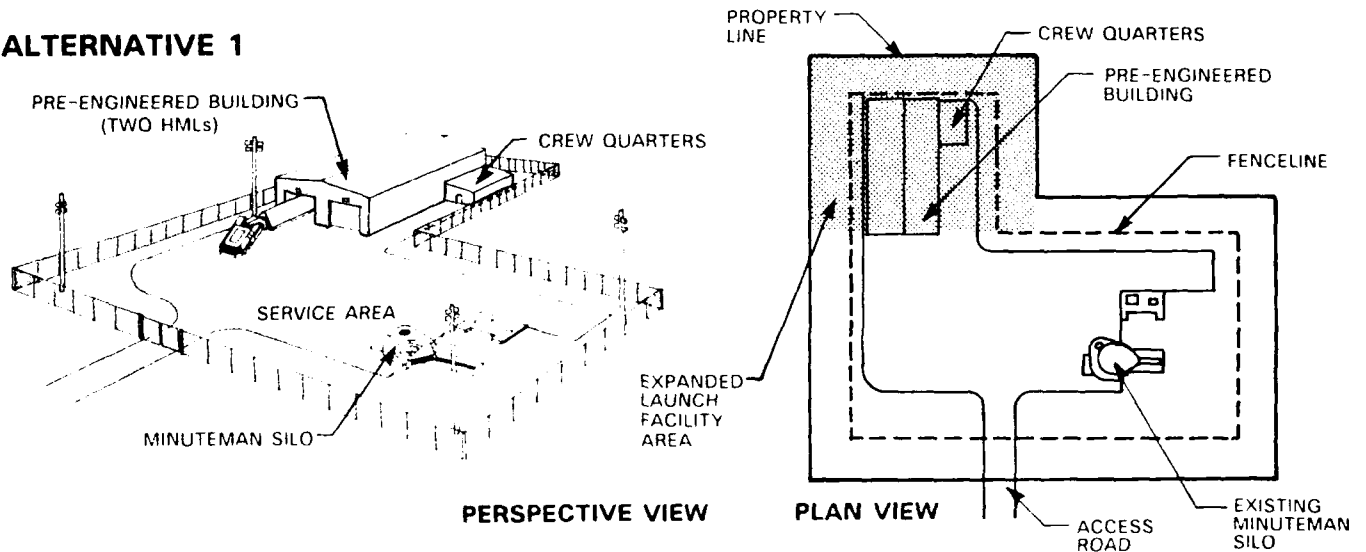 ALTERNATIVE 1
PRE-ENGINEERED BUILDING
(TWO HMLs)
CREW QUARTERS
SERVICE AREA
MINUTEMAN SILO
PERSPECTIVE VIEW
PROPERTY
LINE
CREW QUARTERS
PRE-ENGINEERED
BUILDING
FENCELINE
EXPANDED
LAUNCH
FACILITY
AREA
PLAN VIEW
ACCESS
ROAD
EXISTING
MINUTEMAN
SILO